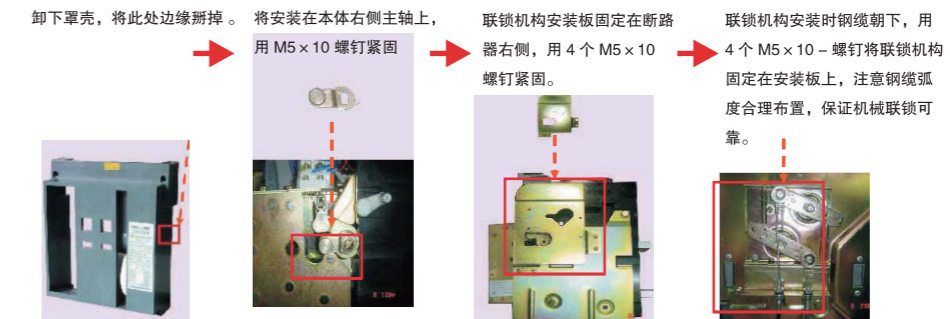 卸下罩壳，将此处边缘掰掉 。
将安装在本体右侧主轴上，
用 M5 × 10 螺钉紧固
联锁机构安装板固定在断路
器右侧，用 4 个 M5 × 10
螺钉紧固。
联锁机构安装时钢缆朝下，用
4 个 M5 × 10 – 螺钉将联锁机构
固定在安装板上，注意钢缆弧
度合理布置，保证机械联锁可
靠。